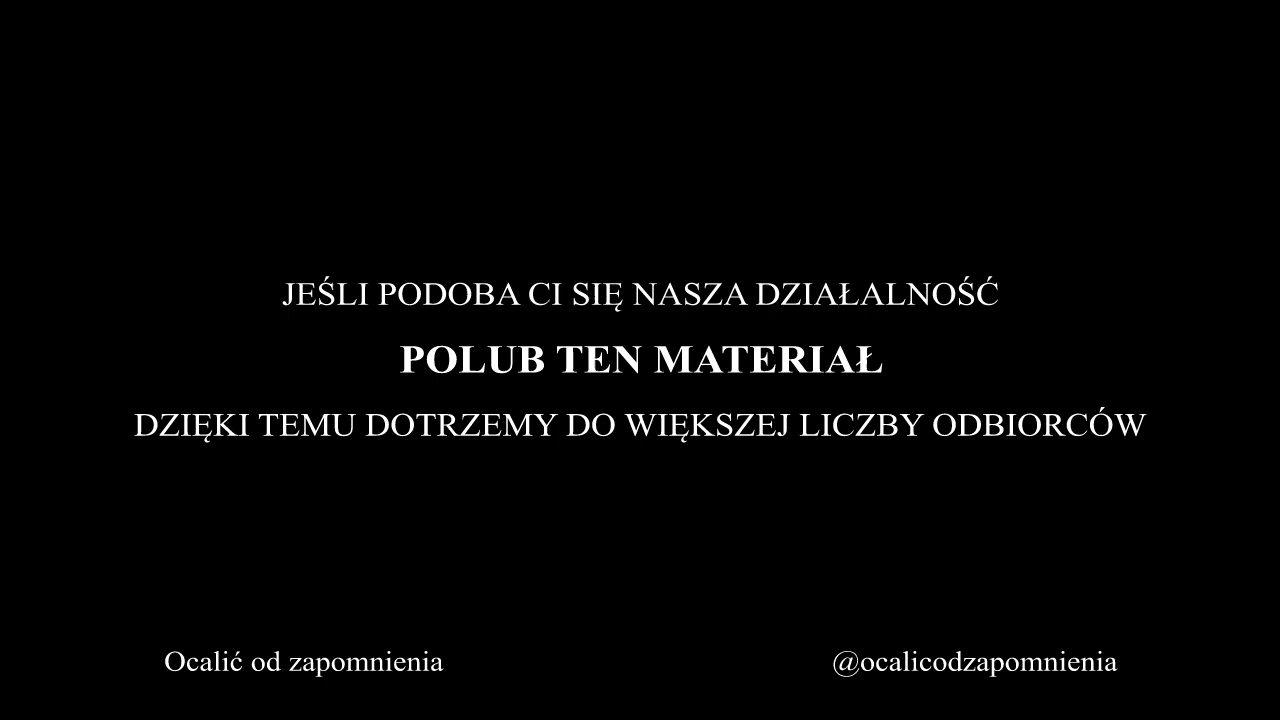 JEŚLI PODOBA CI SIĘ NASZA DZIAŁALNOŚĆ
POLUB TEN MATERIAŁ
DZIĘKI TEMU DOTRZEMY DO WIĘKSZEJ LICZBY ODBIORCÓW
Ocalić od zapomnienia
@ocalicodzapomnienia